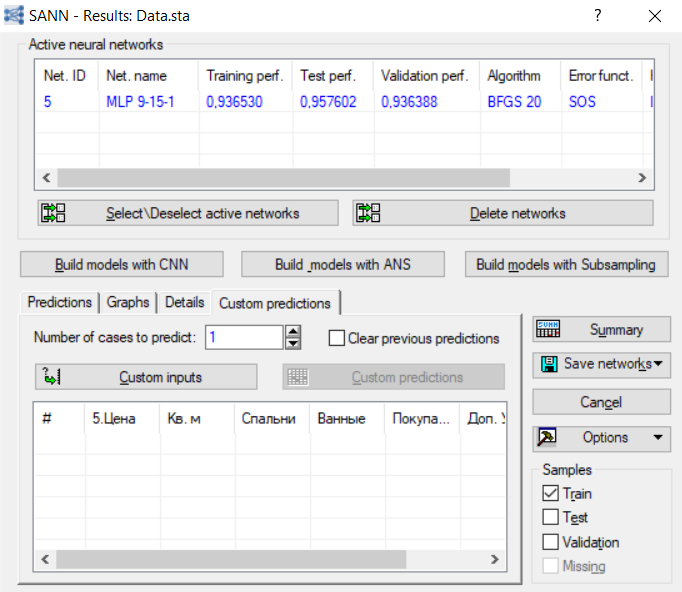 SANN - Results: Data.sta
? ×
Active neural networks
Net. ID Net. name Training perf. Test perf. Validation perf. Algorithm Error funct.
5 MLP 9-15-1 0,936530 0,957602 0,936388 BFGS 20 SOS
Select\Deselect active networks Delete networks
Build models with CNN Build models with ANS Build models with Subsampling
Predictions Graphs Details Custom predictions
Number of cases to predict: 1 Clear previous predictions
Custom inputs Custom predictions
# 5.Цена Кв. м Спальни Ванные Покупа... Доп.
Summary
Save networks
Cancel
Options
Samples
Train
Test
Validation
Missing